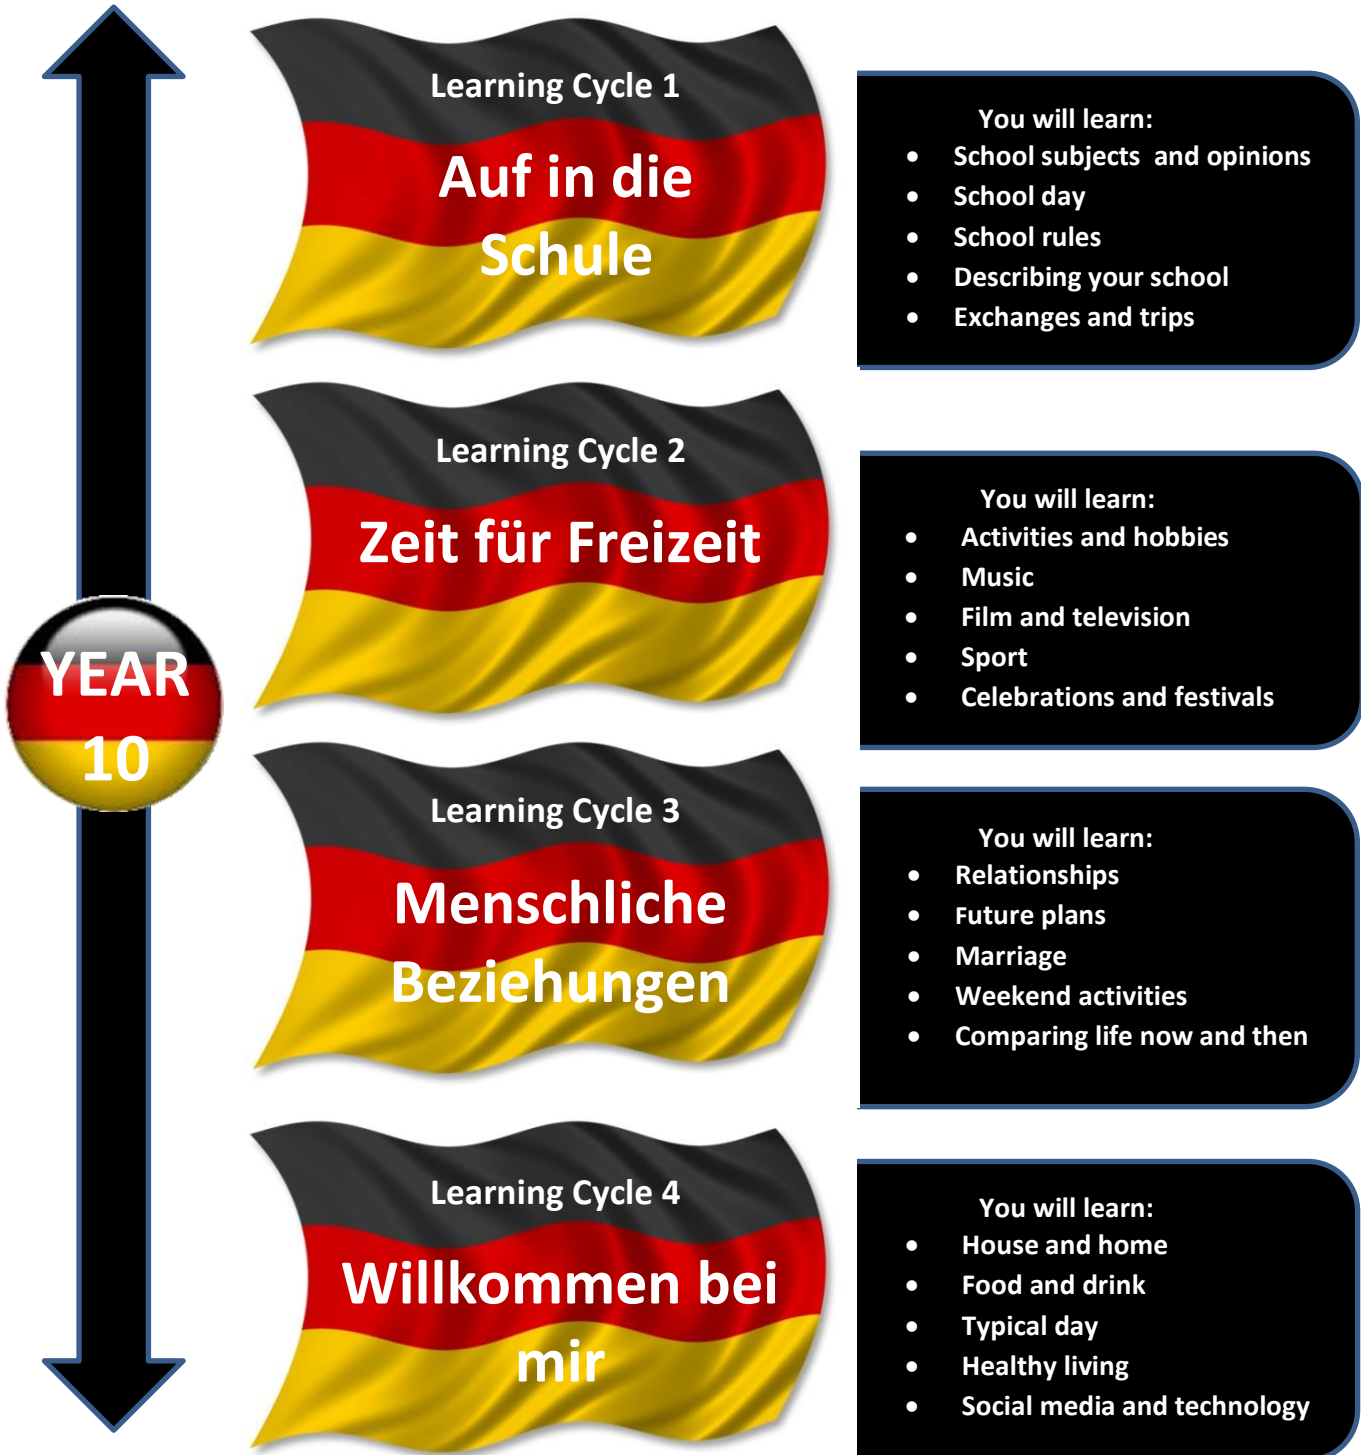 Learning Cycle 1
Auf in die
Schule
You will learn:
• School subjects and opinions
• School day
• School rules
• Describing your school
• Exchanges and trips
Learning Cycle 2
Zeit für Freizeit
You will learn:
• Activities and hobbies
• Music
• Film and television
• Sport
• Celebrations and festivals
YEAR
10
Learning Cycle 3
Menschliche
Beziehungen
You will learn:
• Relationships
• Future plans
• Marriage
• Weekend activities
• Comparing life now and then
Learning Cycle 4
Willkommen bei
mir
You will learn:
• House and home
• Food and drink
• Typical day
• Healthy living
• Social media and technology